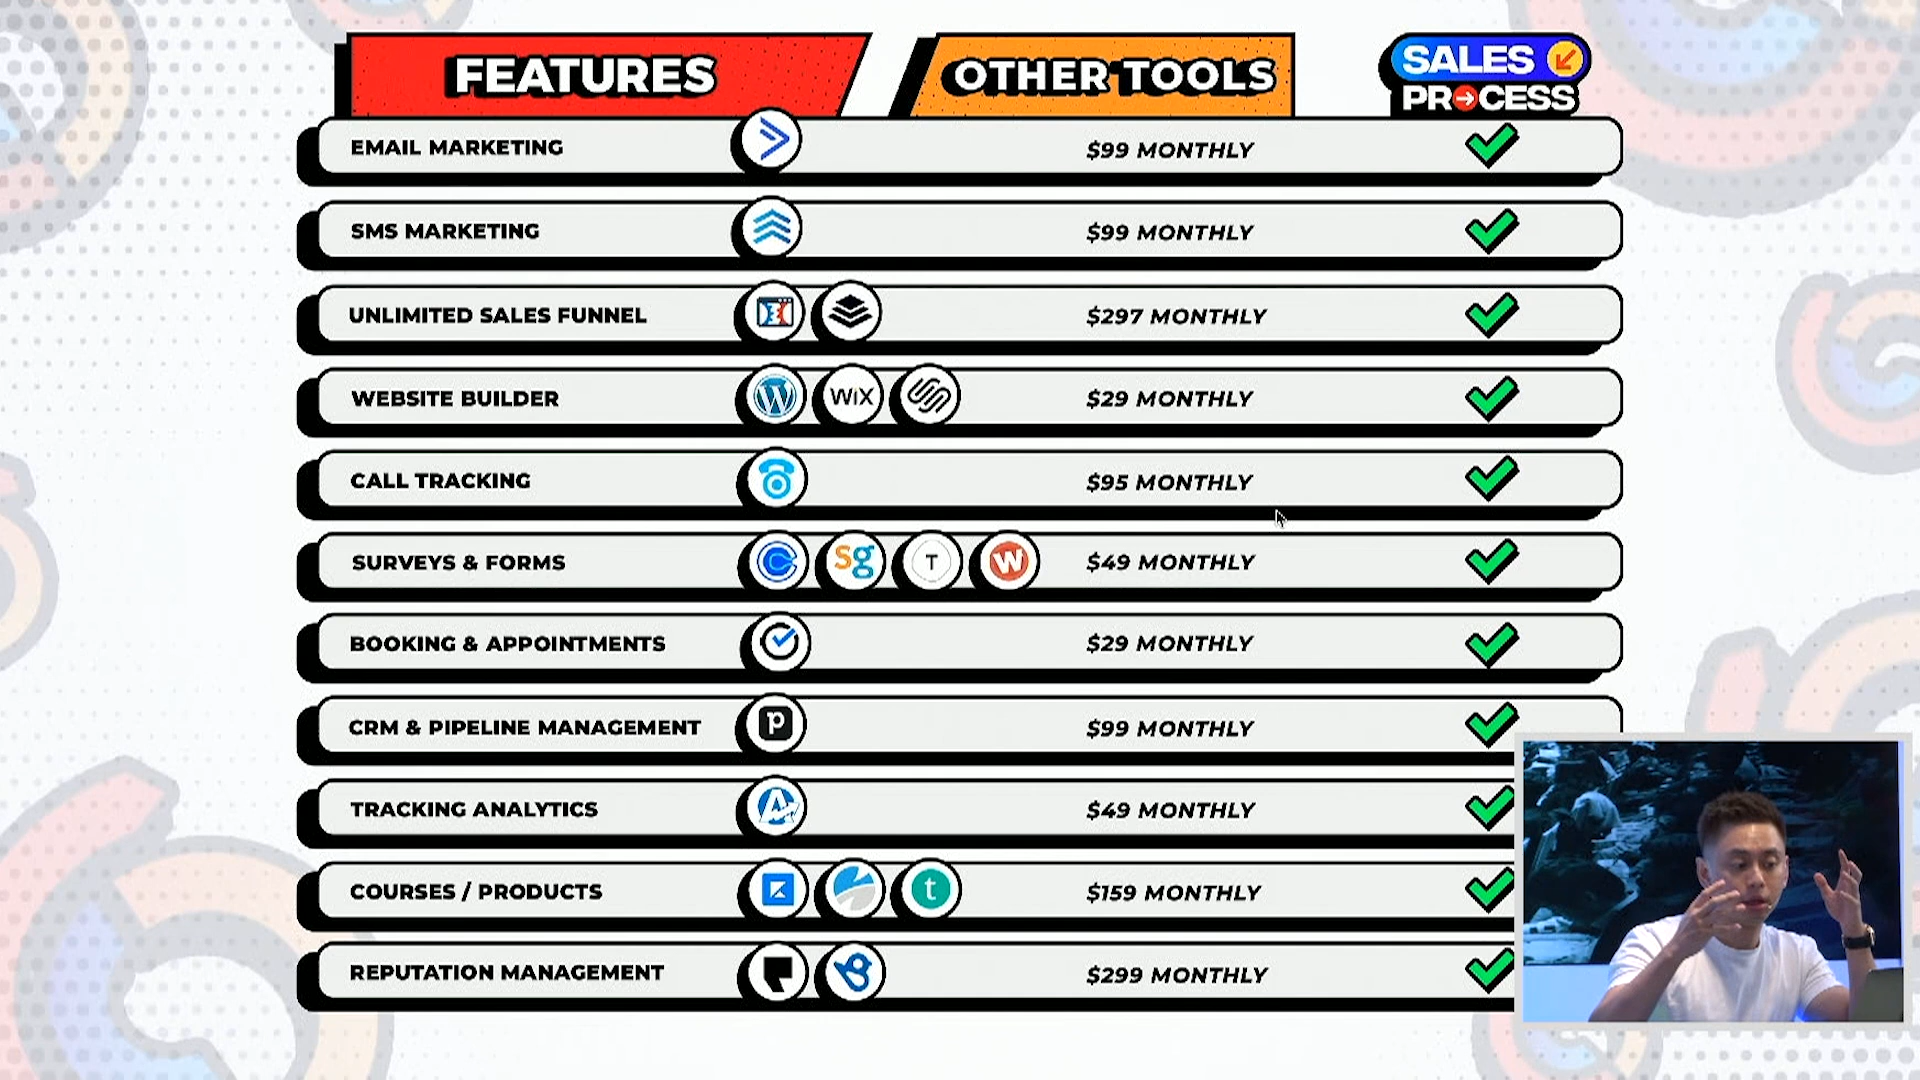 FEATURES
OTHER TOOLS
SALES
PROCESS
EMAIL MARKETING
$99 MONTHLY
SMS MARKETING
$99 MONTHLY
UNLIMITED SALES FUNNEL
$297 MONTHLY
WEBSITE BUILDER
W
WiX
$29 MONTHLY
CALL TRACKING
$95 MONTHLY
SURVEYS & FORMS
C
Sg
T
W
$49 MONTHLY
BOOKING & APPOINTMENTS
$29 MONTHLY
CRM & PIPELINE MANAGEMENT
p
$99 MONTHLY
TRACKING ANALYTICS
A
$49 MONTHLY
COURSES / PRODUCTS
K
t
$159 MONTHLY
REPUTATION MANAGEMENT
$299 MONTHLY